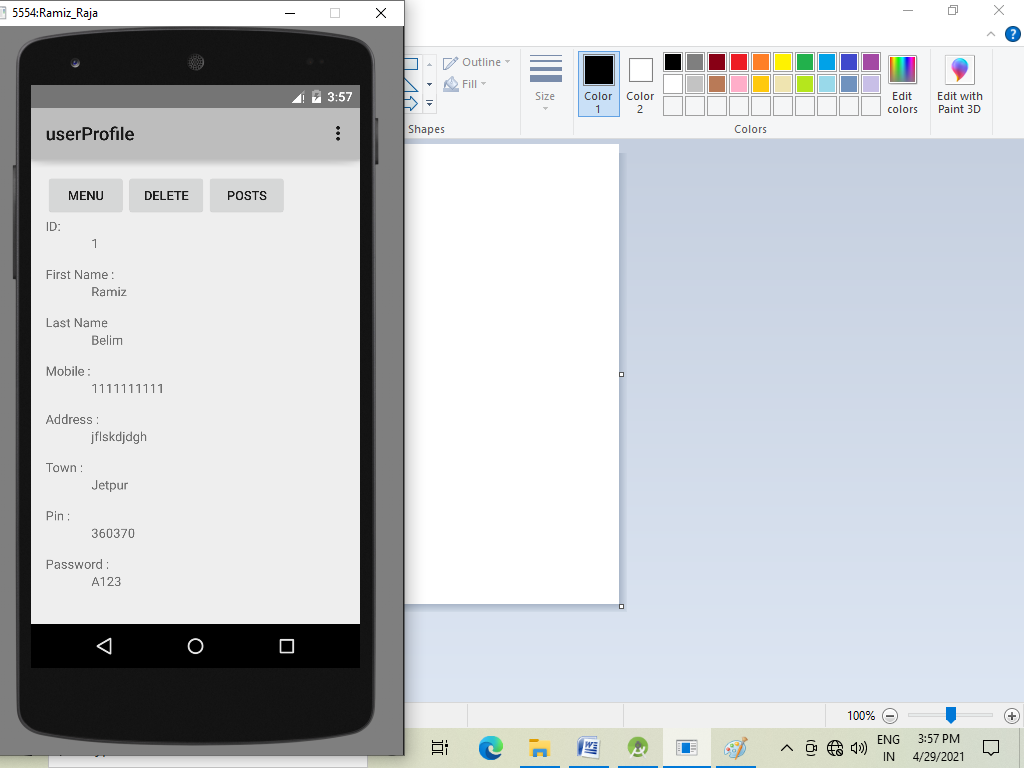 5554:Ramiz_Raja
3:57
userProfile
MENU DELETE POSTS
ID:
1
First Name :
Ramiz
Last Name
Belim
Mobile :
1111111111
Address :
jflskdjdgh
Town :
Jetpur
Pin :
360370
Password :
A123
Outline
Fill
Shapes
Size
Color 1
Color 2
Edit colors
Edit with Paint 3D
Colors
100%
ENG
IN
3:57 PM
4/29/2021